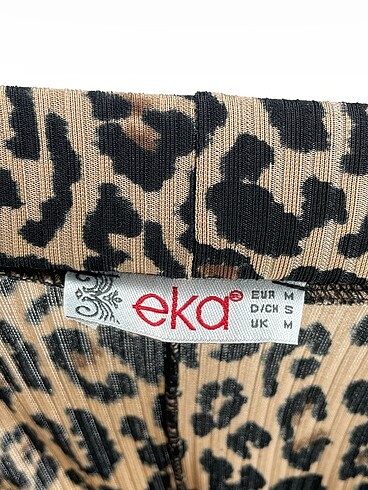 eka®
EUR M
D/CH S
UK M